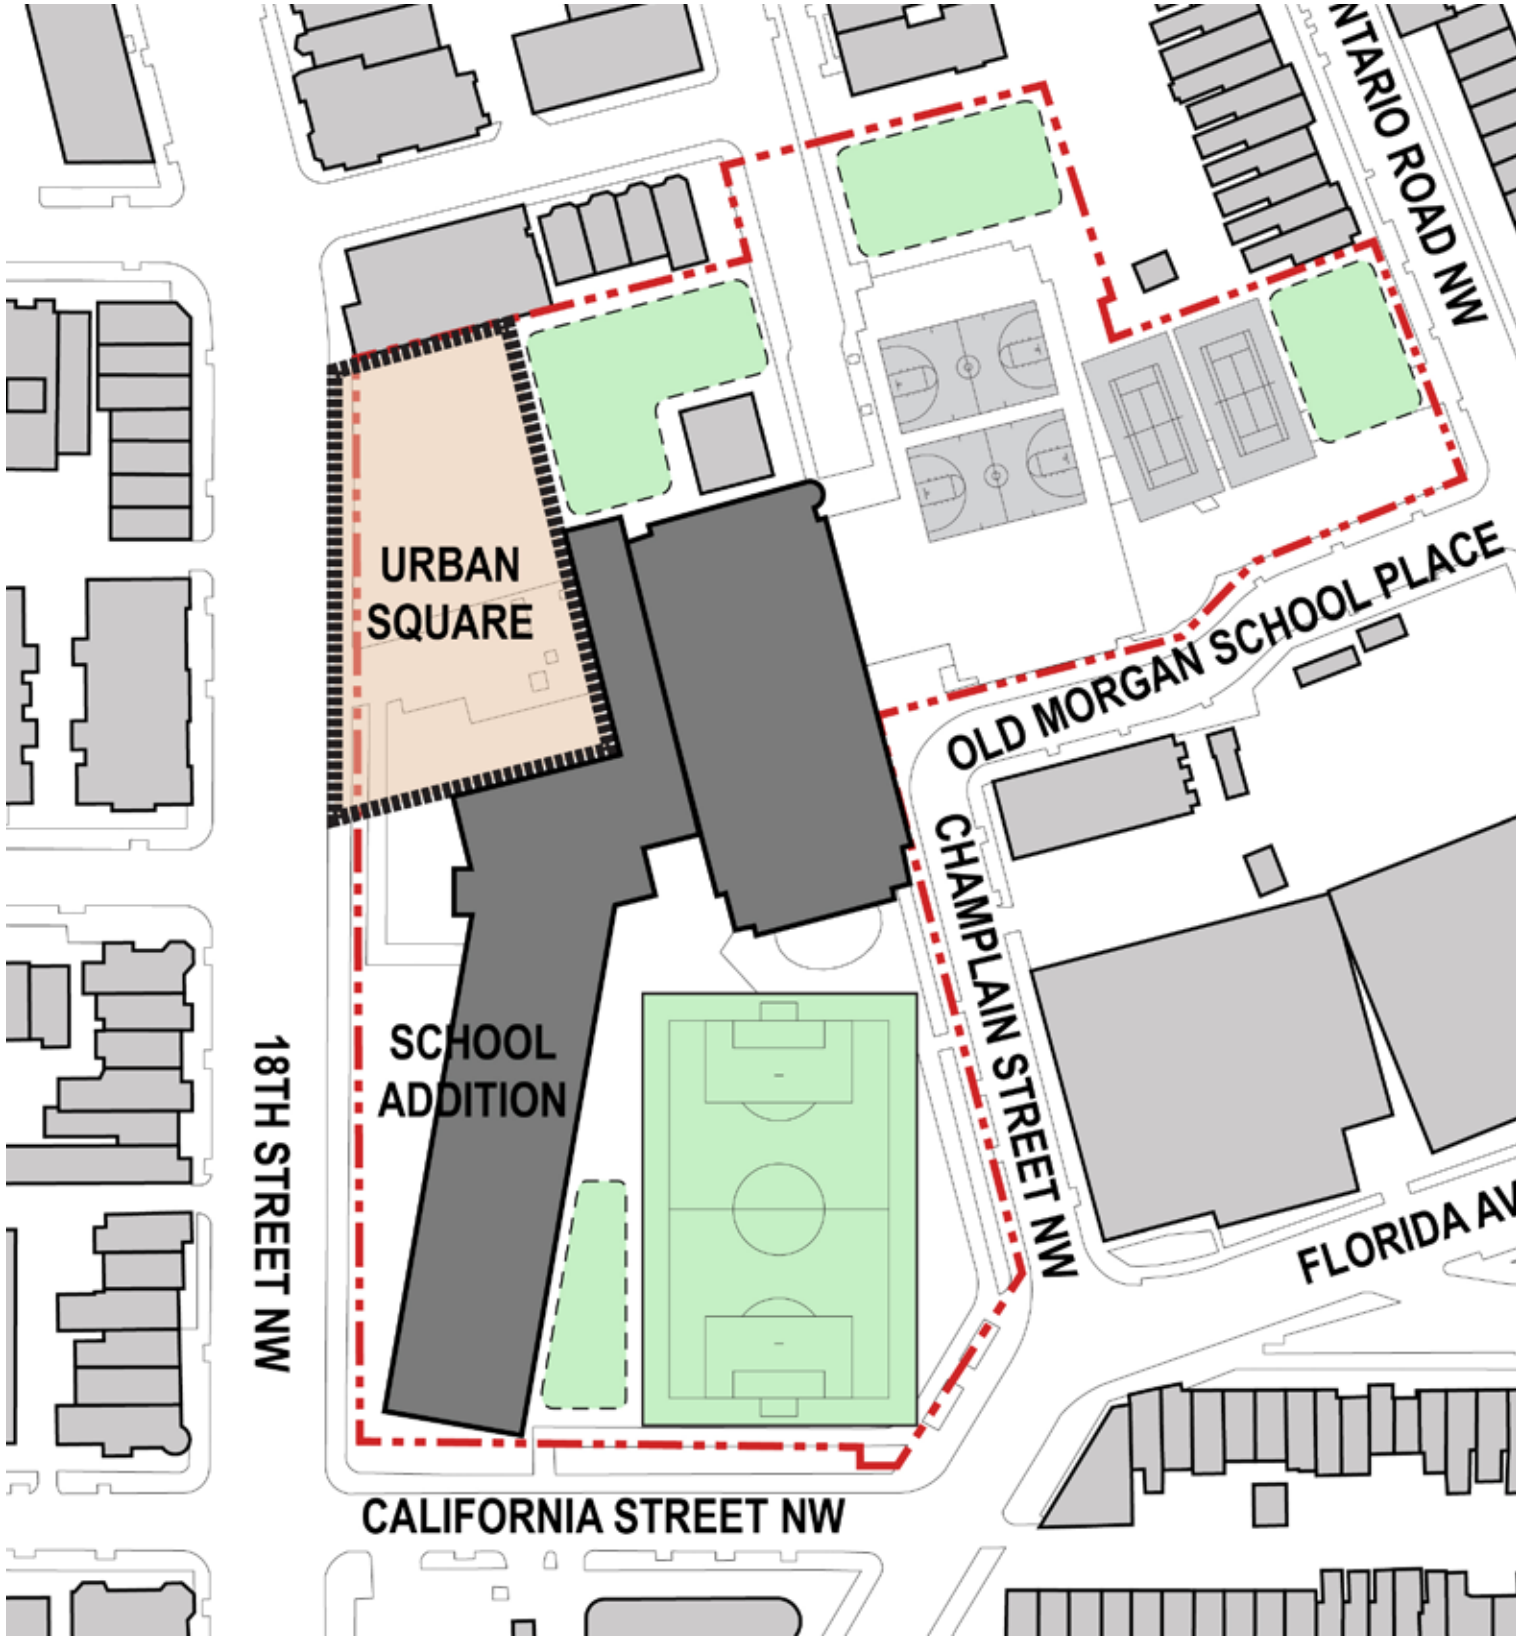 NTARIO ROAD NW
URBAN
SQUARE
OLD MORGAN SCHOOL PLACE
CHAMPLAIN STREET NW
SCHOOL
ADDITION
18TH STREET NW
FLORIDA AV
CALIFORNIA STREET NW